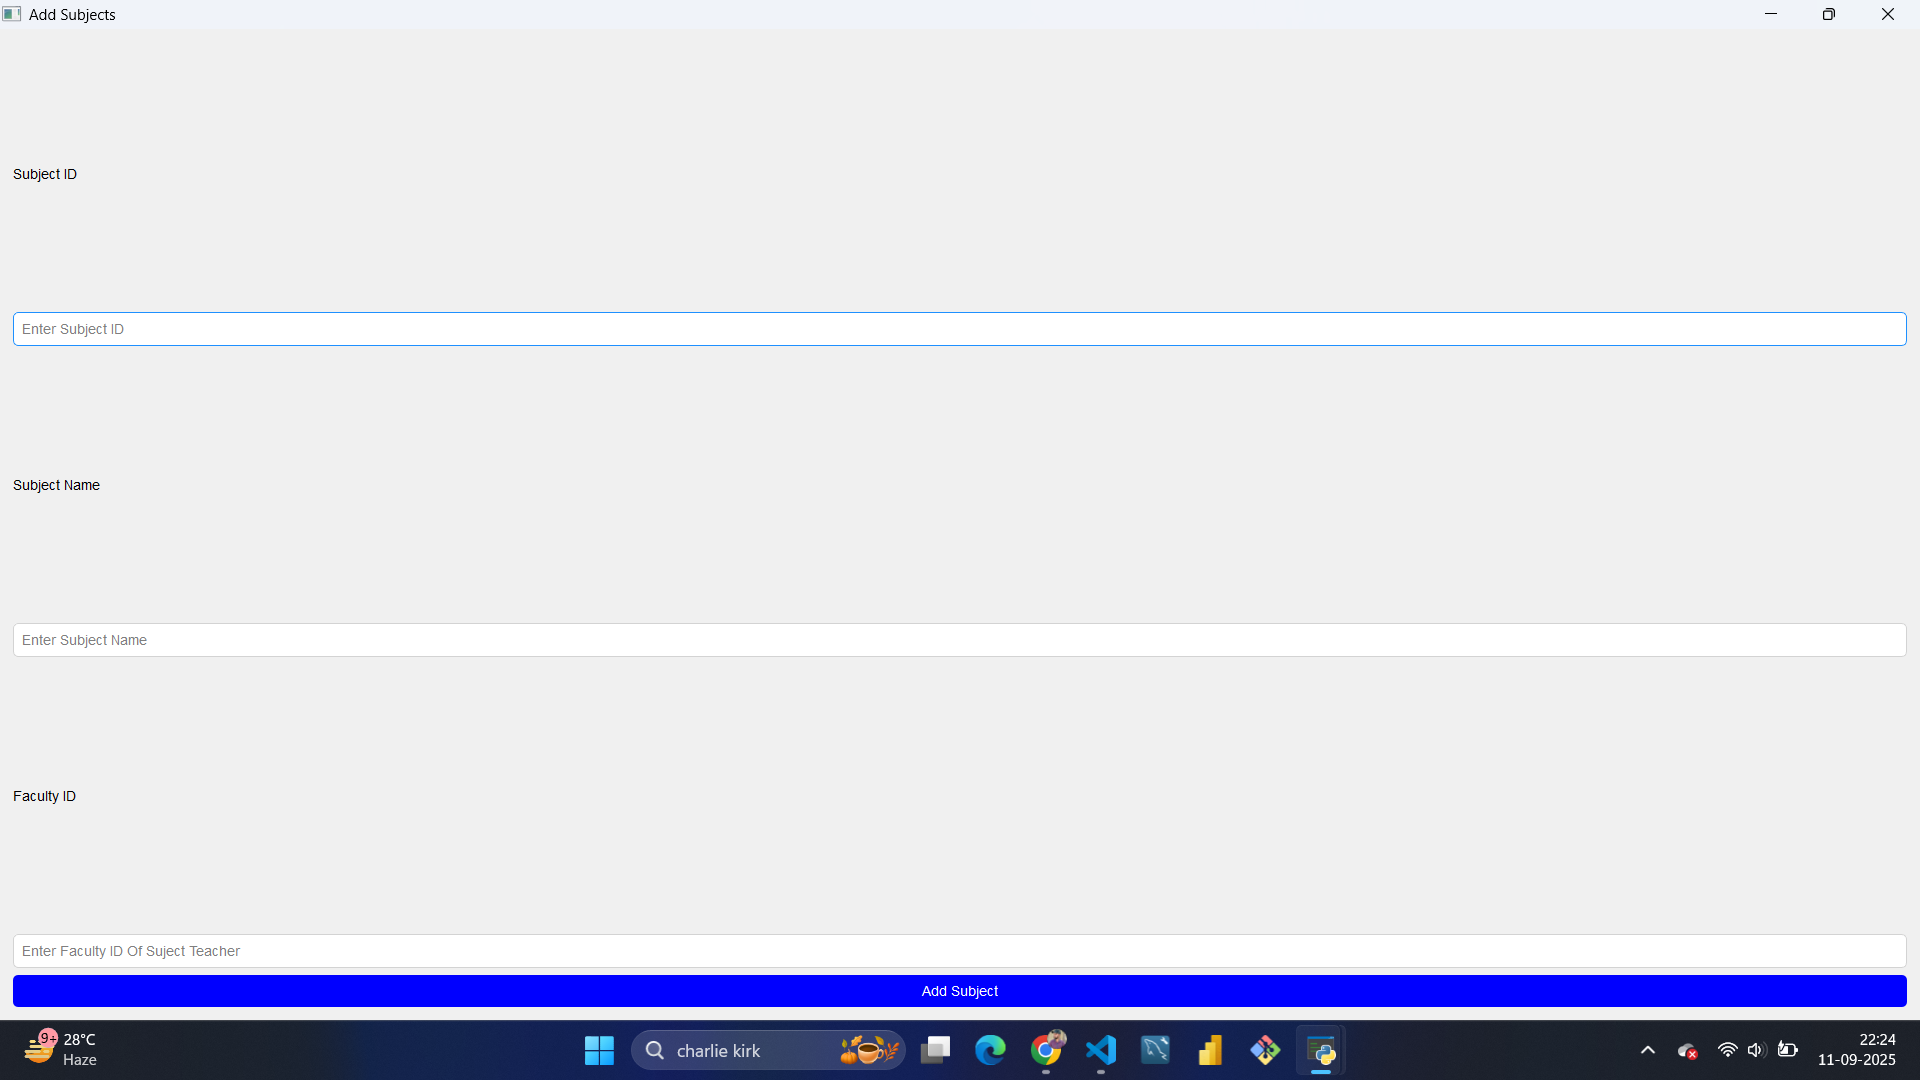 Add Subjects
Subject ID
Enter Subject ID
Subject Name
Enter Subject Name
Faculty ID
Enter Faculty ID Of Suject Teacher
Add Subject
9+
28°C
Haze
charlie kirk
22:24
11-09-2025